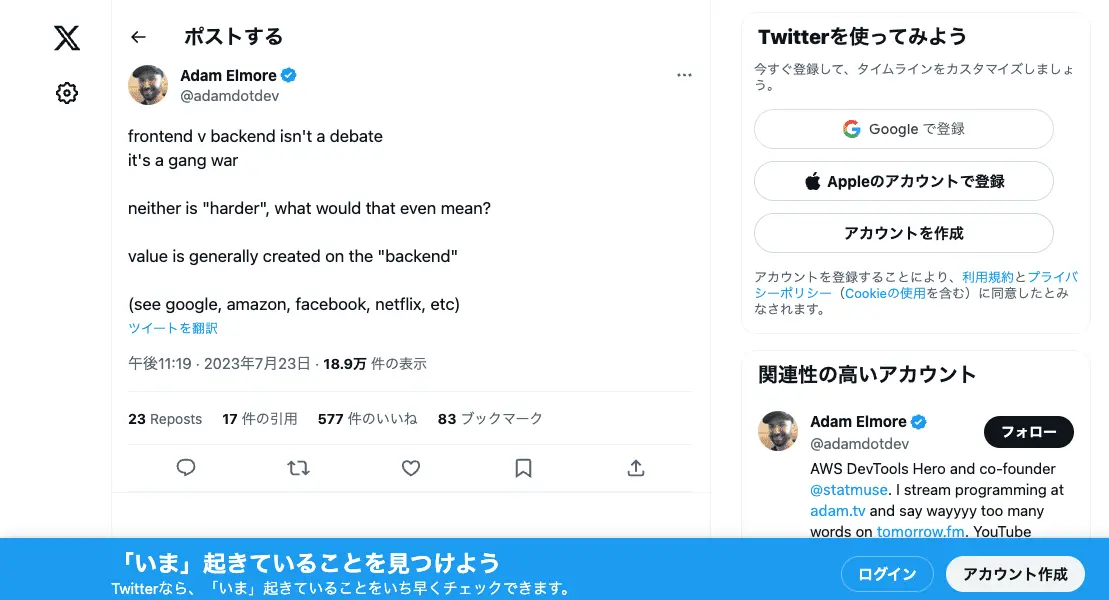 ポストする
Adam Elmore
@adamdotdev
frontend v backend isn't a debate
it's a gang war
neither is "harder", what would that even mean?
value is generally created on the "backend"
(see google, amazon, facebook, netflix, etc)
ツイートを翻訳
午後11:19 · 2023年7月23日 · 18.9万 件の表示
23 Reposts 17 件の引用 577 件のいいね 83 ブックマーク
Twitterを使ってみよう
今すぐ登録して、タイムラインをカスタマイズしましょ
う。
Google で登録
Appleのアカウントで登録
アカウントを作成
アカウントを登録することにより、利用規約とプライバ
シーポリシー（Cookieの使用を含む）に同意したとみ
なされます。
関連性の高いアカウント
Adam Elmore
@adamdotdev
フォロー
AWS DevTools Hero and co-founder
@statmuse. I stream programming at
adam.tv and say wayyyy too many
words on tomorrow.fm. YouTube
「いま」起きていることを見つけよう
Twitterなら、「いま」起きていることをいち早くチェックできます。
ログイン
アカウント作成